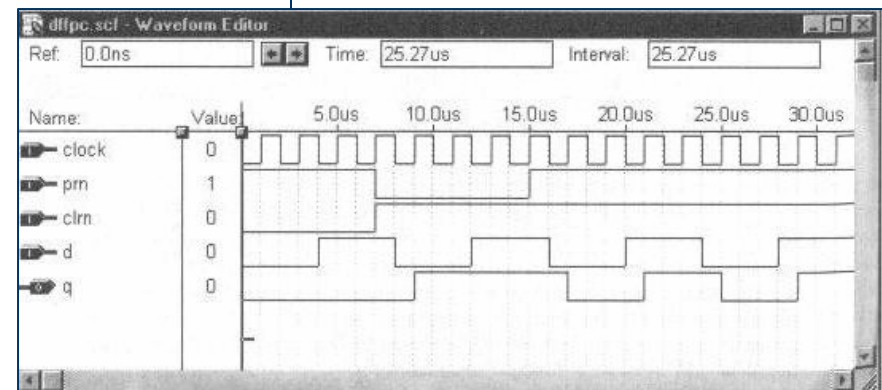 dffpc.scf - Waveform Editor
Ref: 0.0ns Time: 25.27us Interval: 25.27us
Name: Value: 5.0us 10.0us 15.0us 20.0us 25.0us 30.0us
clock 0
prn 1
clrn 0
d 0
q 0